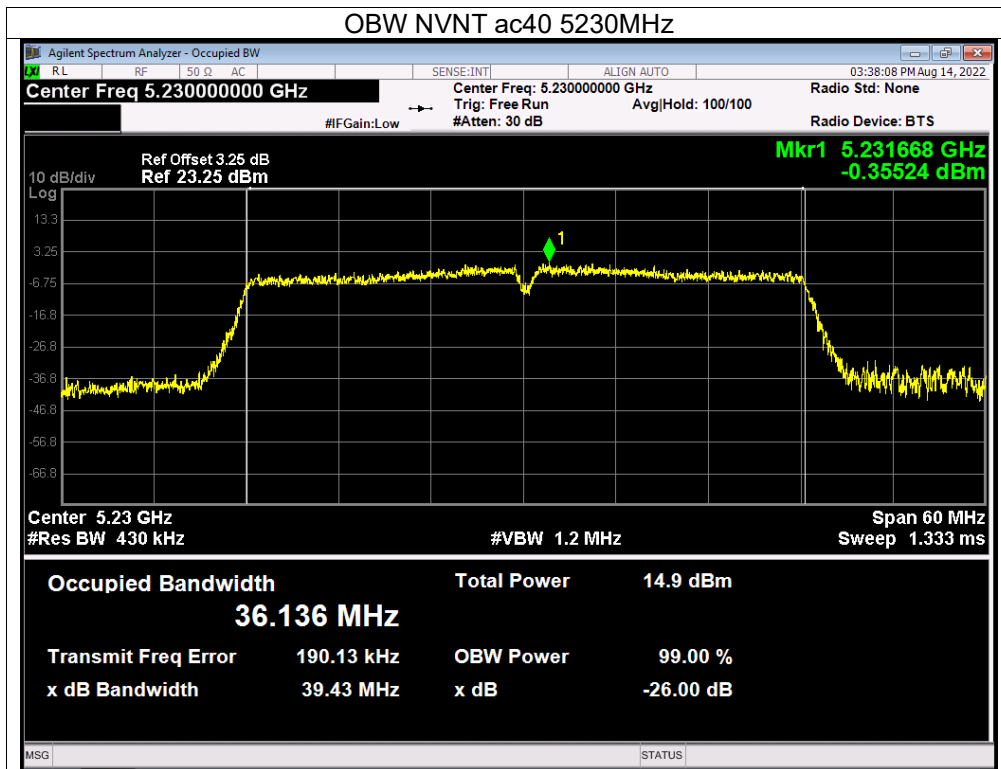 OBW NVNT ac40 5230MHz
Agilent Spectrum Analyzer - Occupied BW
LXI RL RF 50 Ω AC SENSE:INT ALIGN AUTO 03:38:08 PM Aug 14, 2022
Center Freq 5.230000000 GHz Center Freq: 5.230000000 GHz Radio Std: None
Trig: Free Run Avg|Hold: 100/100
#IFGain:Low #Atten: 30 dB Radio Device: BTS
Mkr1 5.231668 GHz
-0.35524 dBm
Ref Offset 3.25 dB
10 dB/div Ref 23.25 dBm
Log
13.3
3.25
-6.75
-16.8
-26.8
-36.8
-46.8
-56.8
-66.8
1
Center 5.23 GHz Span 60 MHz
#Res BW 430 kHz #VBW 1.2 MHz Sweep 1.333 ms
Occupied Bandwidth Total Power 14.9 dBm
36.136 MHz
Transmit Freq Error 190.13 kHz OBW Power 99.00 %
x dB Bandwidth 39.43 MHz x dB -26.00 dB
MSG STATUS